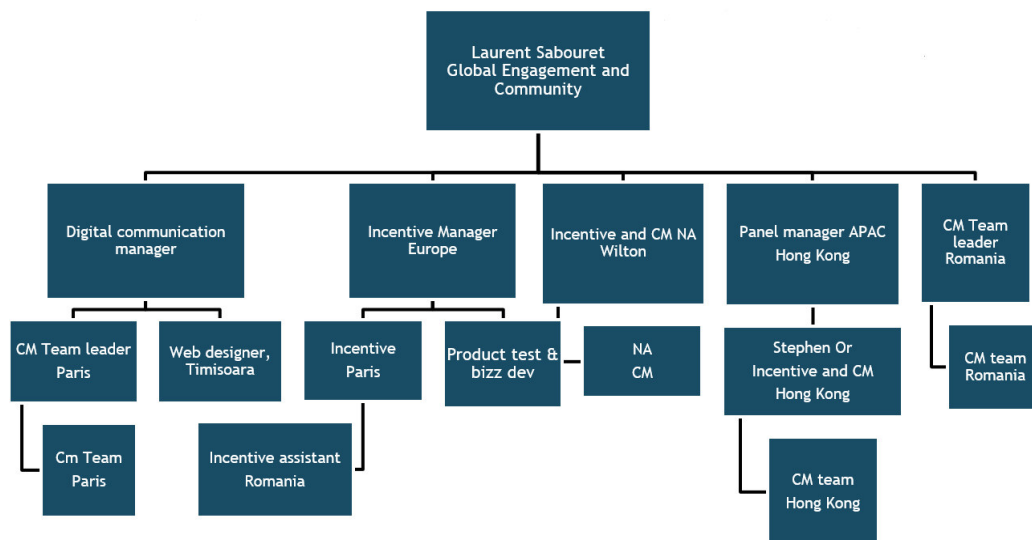 Laurent Sabouret
Global Engagement and
Community
Digital communication
manager
Incentive Manager
Europe
Incentive and CM NA
Wilton
Panel manager APAC
Hong Kong
CM Team
leader
Romania
CM Team leader
Paris
Web designer,
Timisoara
Incentive
Paris
Product test &
bizz dev
NA
CM
Stephen Or
Incentive and CM
Hong Kong
CM team
Romania
Cm Team
Paris
Incentive assistant
Romania
CM team
Hong Kong